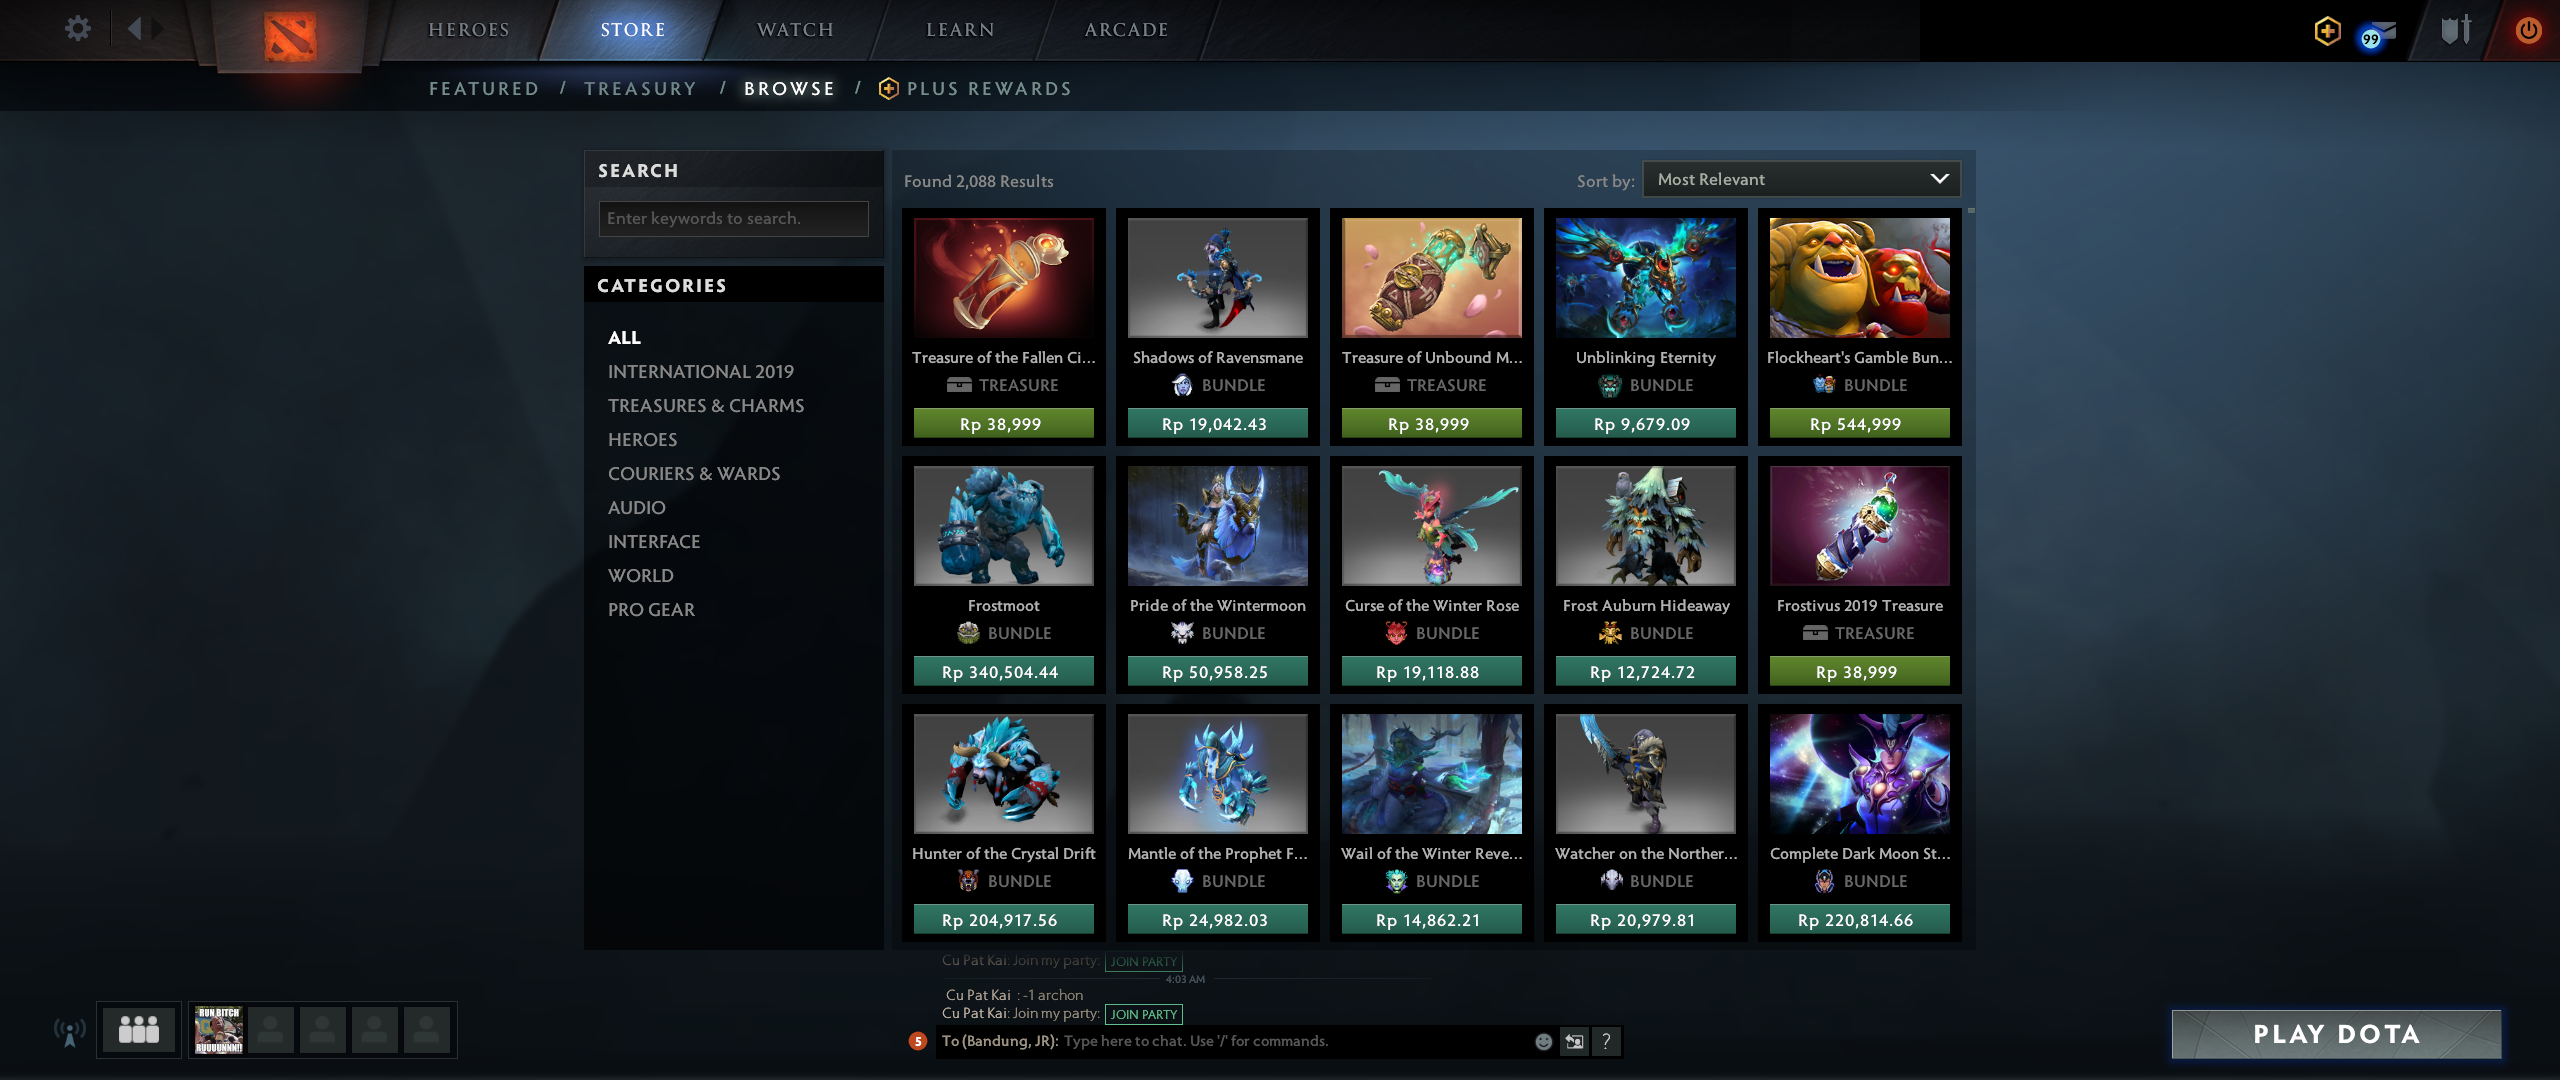 HEROES
STORE
WATCH
LEARN
ARCADE
99
FEATURED / TREASURY / BROWSE / PLUS REWARDS
SEARCH
Enter keywords to search.
CATEGORIES
ALL
INTERNATIONAL 2019
TREASURES & CHARMS
HEROES
COURIERS & WARDS
AUDIO
INTERFACE
WORLD
PRO GEAR
Found 2,088 Results
Sort by: Most Relevant
Treasure of the Fallen Ci...
TREASURE
Rp 38,999
Shadows of Ravensmane
BUNDLE
Rp 19,042.43
Treasure of Unbound M...
TREASURE
Rp 38,999
Unblinking Eternity
BUNDLE
Rp 9,679.09
Flockheart's Gamble Bun...
BUNDLE
Rp 544,999
Frostmoot
BUNDLE
Rp 340,504.44
Pride of the Wintermoon
BUNDLE
Rp 50,958.25
Curse of the Winter Rose
BUNDLE
Rp 19,118.88
Frost Auburn Hideaway
BUNDLE
Rp 12,724.72
Frostivus 2019 Treasure
TREASURE
Rp 38,999
Hunter of the Crystal Drift
BUNDLE
Rp 204,917.56
Mantle of the Prophet F...
BUNDLE
Rp 24,982.03
Wail of the Winter Reve...
BUNDLE
Rp 14,862.21
Watcher on the Norther...
BUNDLE
Rp 20,979.81
Complete Dark Moon St...
BUNDLE
Rp 220,814.66
Cu Pat Kai: Join my party: JOIN PARTY
4:03 AM
Cu Pat Kai : -1 archon
Cu Pat Kai: Join my party: JOIN PARTY
5
To (Bandung, JR): Type here to chat. Use '/' for commands.
?
RUN BITCH
RUUUUNNN!!
PLAY DOTA